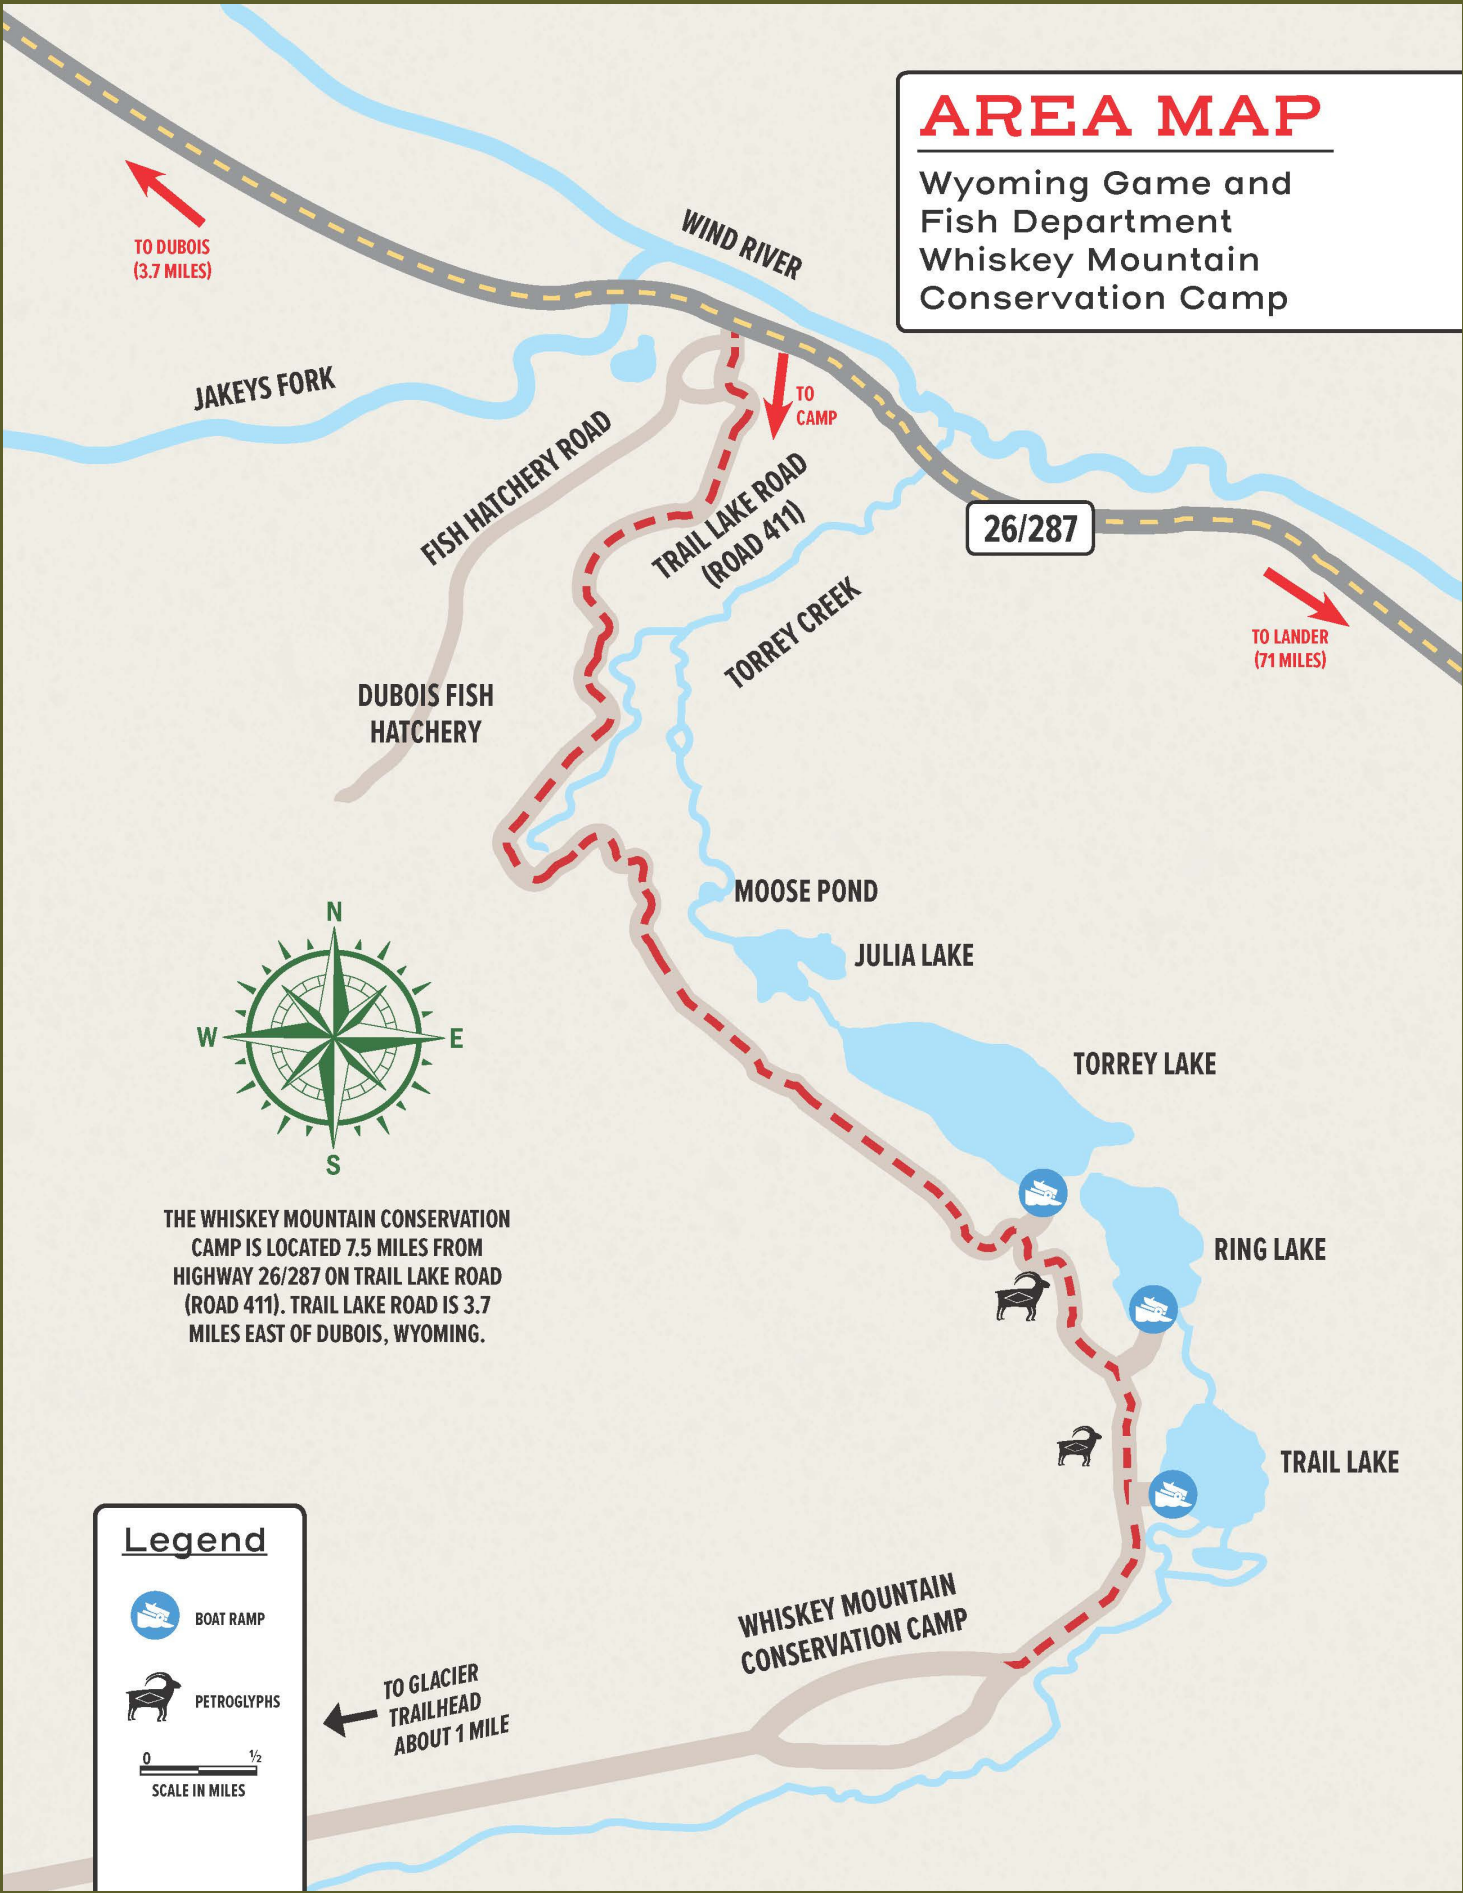 AREA MAP
Wyoming Game and
Fish Department
Whiskey Mountain
Conservation Camp
WIND RIVER
TO DUBOIS
(3.7 MILES)
JAKEYS FORK
TO
CAMP
FISH HATCHERY ROAD
TRAIL LAKE ROAD
(ROAD 411)
26/287
TORREY CREEK
TO LANDER
(71 MILES)
DUBOIS FISH
HATCHERY
MOOSE POND
JULIA LAKE
N
W
E
S
TORREY LAKE
THE WHISKEY MOUNTAIN CONSERVATION
CAMP IS LOCATED 7.5 MILES FROM
HIGHWAY 26/287 ON TRAIL LAKE ROAD
(ROAD 411). TRAIL LAKE ROAD IS 3.7
MILES EAST OF DUBOIS, WYOMING.
RING LAKE
TRAIL LAKE
WHISKEY MOUNTAIN
CONSERVATION CAMP
TO GLACIER
TRAILHEAD
ABOUT 1 MILE
Legend
BOAT RAMP
PETROGLYPHS
0 ½
SCALE IN MILES